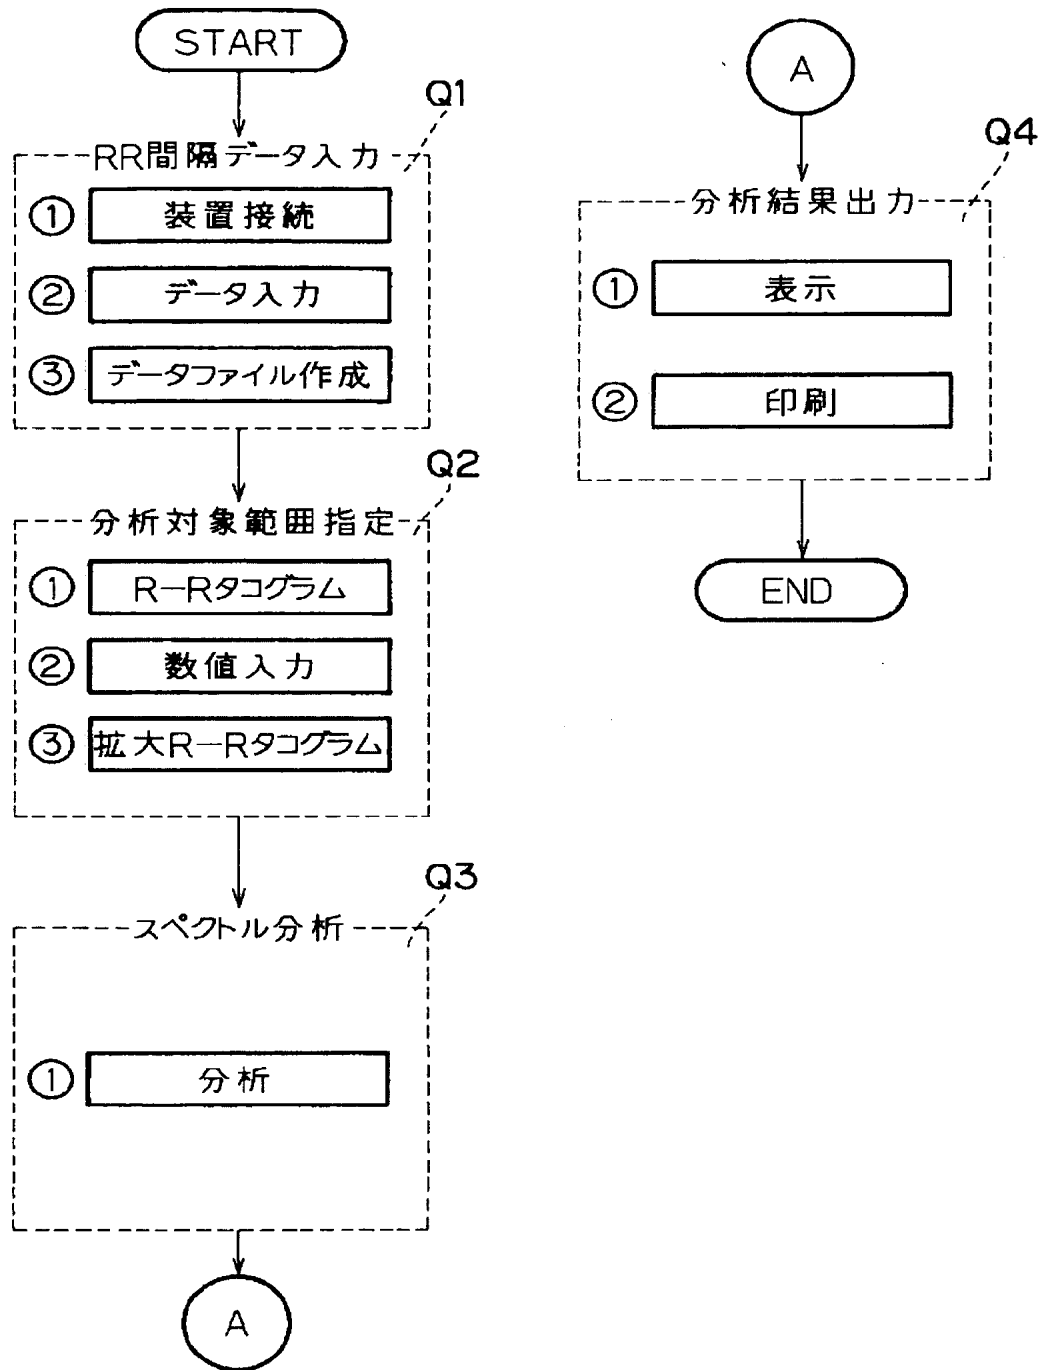 START
Q1
RR間隔データ入力
① 装置接続
② データ入力
③ データファイル作成
Q2
分析対象範囲指定
① R−Rタコグラム
② 数値入力
③ 拡大R−Rタコグラム
Q3
スペクトル分析
① 分析
A
A
Q4
分析結果出力
① 表示
② 印刷
END